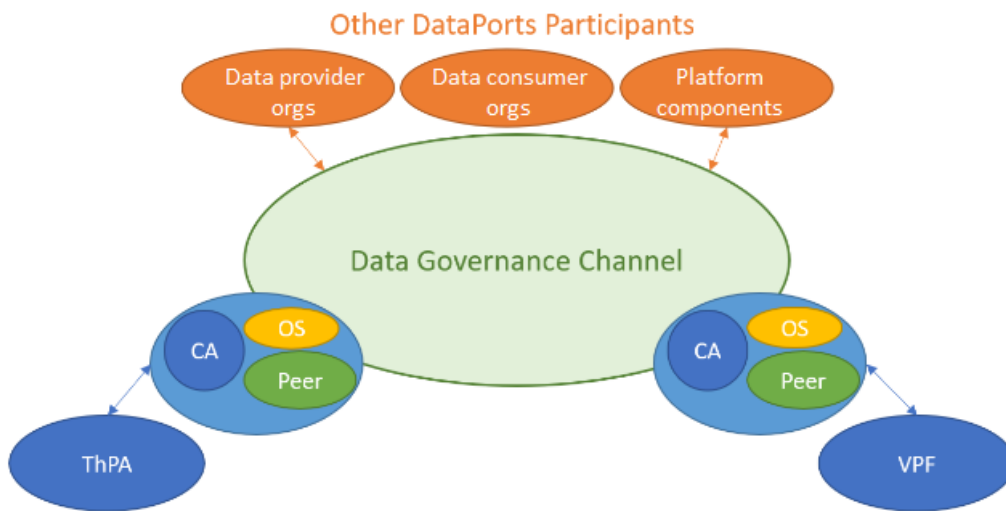 Other DataPorts Participants
Data provider
orgs
Data consumer
orgs
Platform
components
Data Governance Channel
OS
CA
Peer
OS
CA
Peer
ThPA
VPF